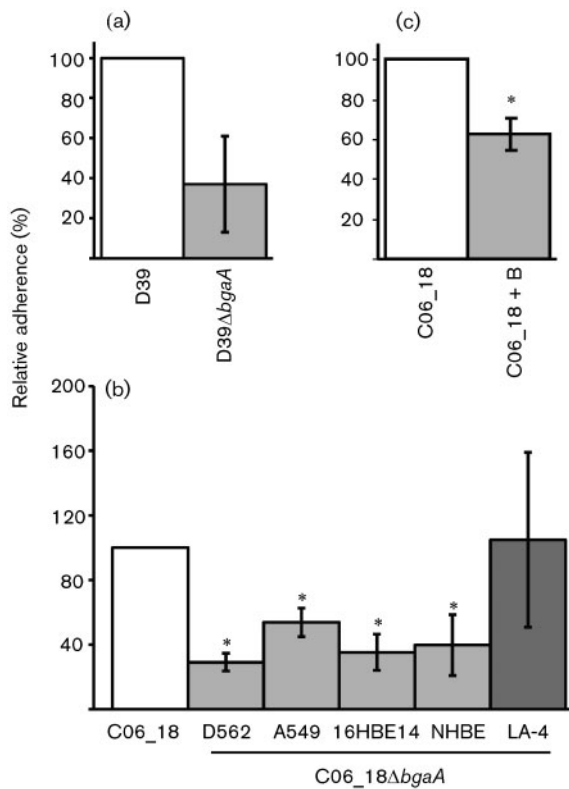 (a)
100
80
60
40
20
D39
D39ΔbgaA
(c)
100
80
60
40
20
*
C06_18
C06_18 + B
Relative adherence (%)
(b)
200
160
120
80
40
* * * *
C06_18 D562 A549 16HBE14 NHBE LA-4
C06_18ΔbgaA